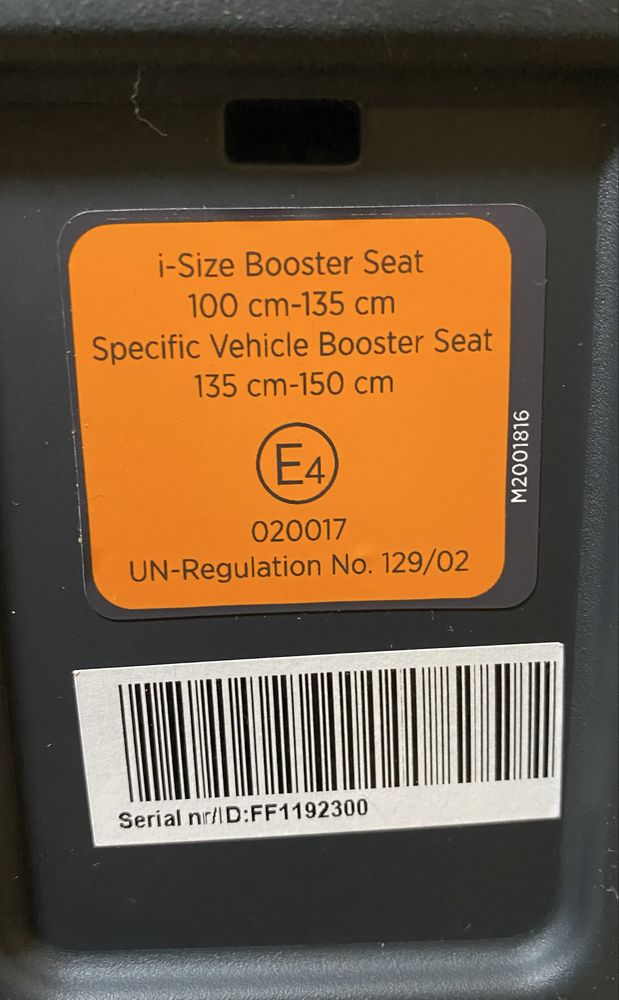 i-Size Booster Seat
100 cm-135 cm
Specific Vehicle Booster Seat
135 cm-150 cm
E4
020017
UN-Regulation No. 129/02
M2001816
Serial nr/ID:FF1192300